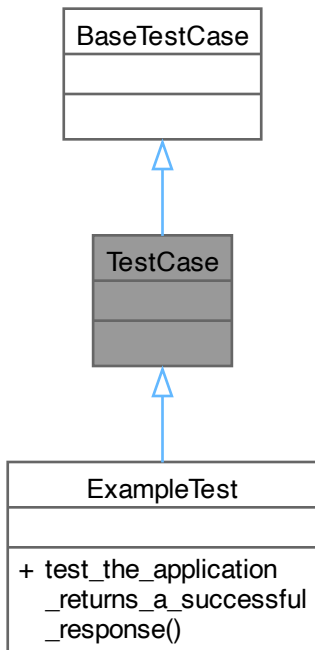 BaseTestCase
TestCase
ExampleTest
+ test_the_application
_returns_a_successful
_response()